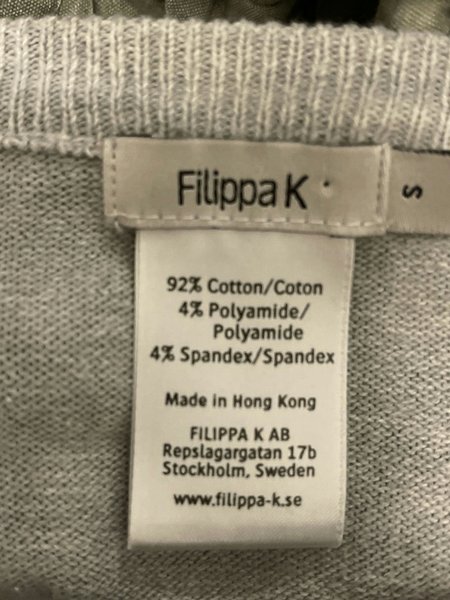 Filippa K
S
92% Cotton/Coton
4% Polyamide/
Polyamide
4% Spandex/Spandex
Made in Hong Kong
FILIPPA K AB
Repslagargatan 17b
Stockholm, Sweden
www.filippa-k.se